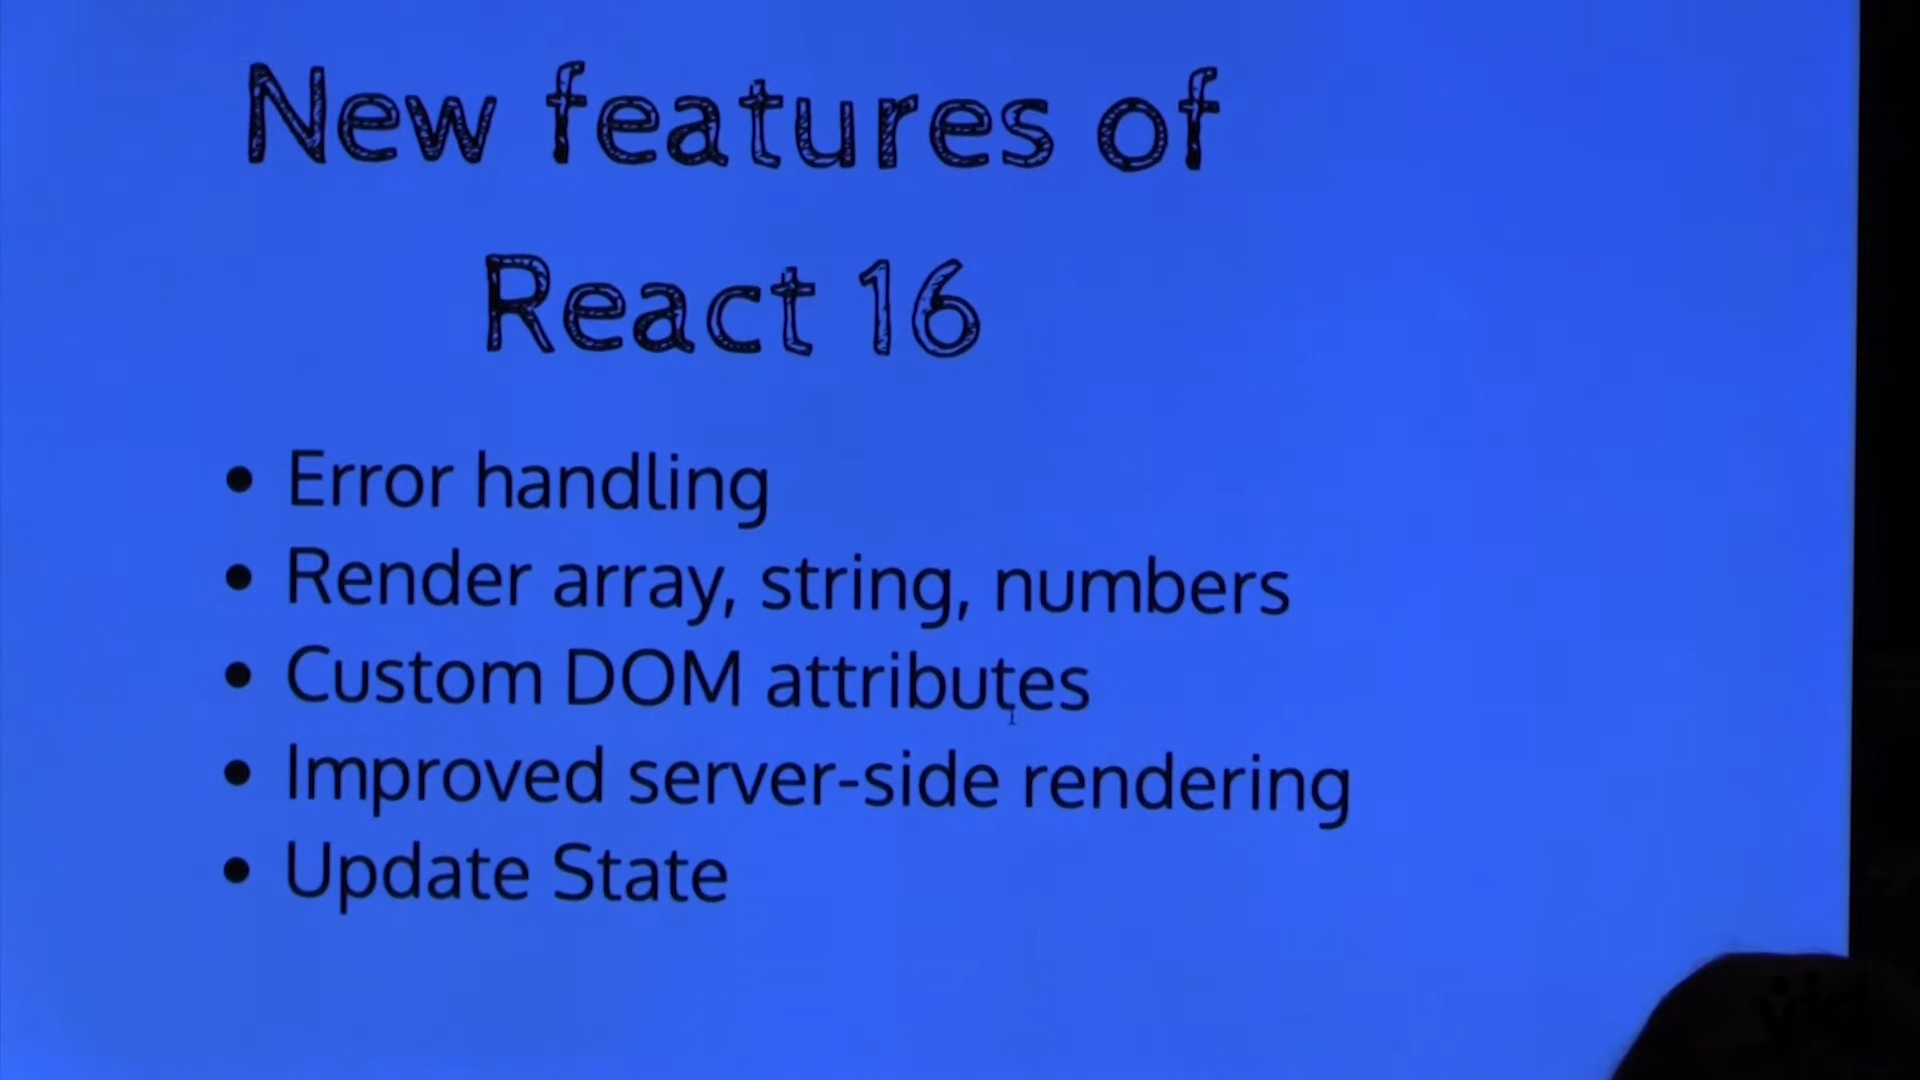 New features of
React 16
• Error handling
• Render array, string, numbers
• Custom DOM attributes
• Improved server-side rendering
• Update State